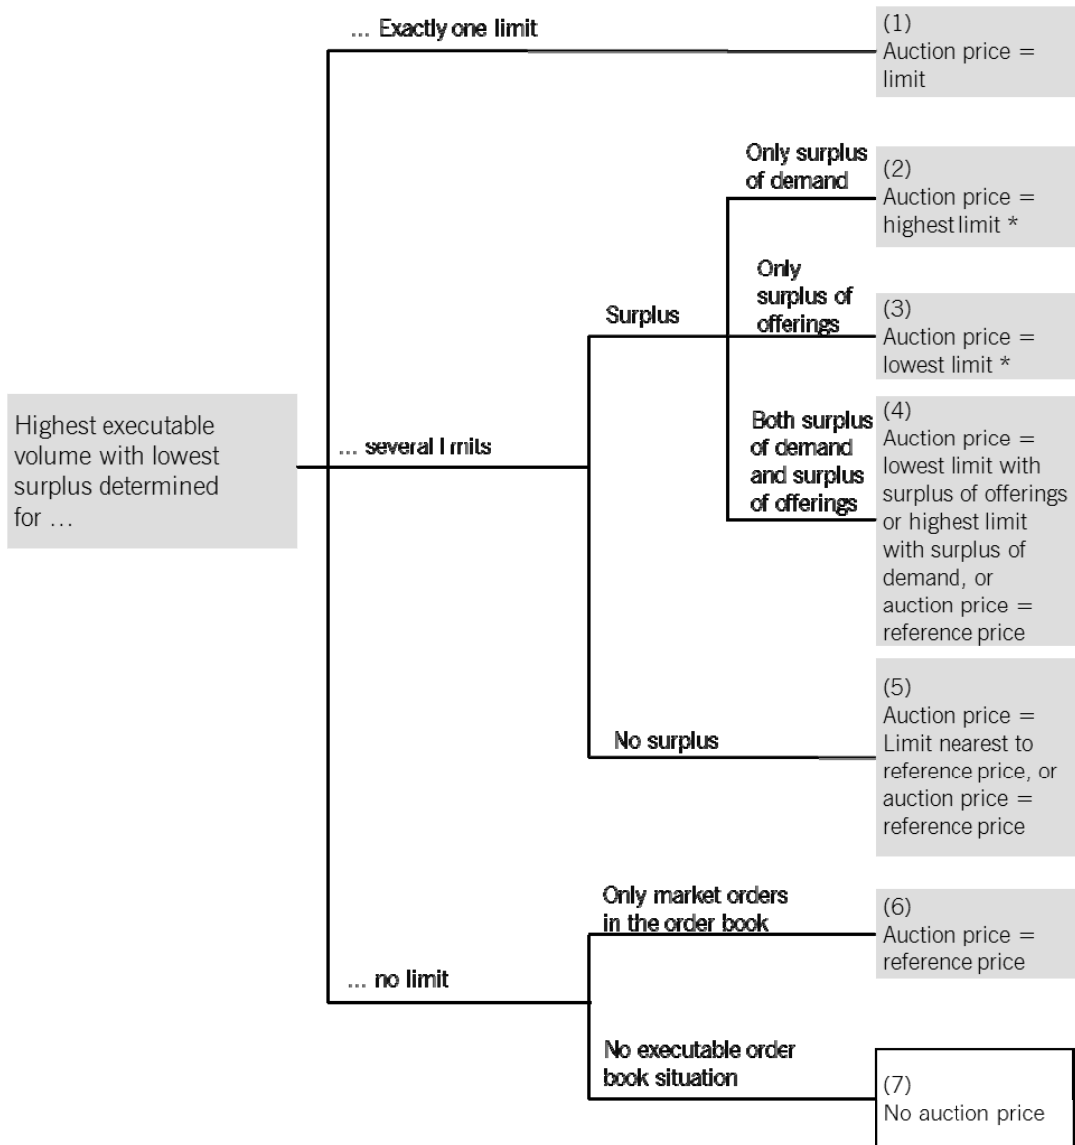 ... Exactly one limit
(1)
Auction price =
limit
Only surplus
of demand
(2)
Auction price =
highest limit *
Only
surplus of
offerings
Surplus
(3)
Auction price =
lowest limit *
Highest executable
volume with lowest
surplus determined
for ...
... several l mits
Both surplus
of demand
and surplus
of offerings
(4)
Auction price =
lowest limit with
surplus of offerings
or highest limit
with surplus of
demand, or
auction price =
reference price
No surplus
(5)
Auction price =
Limit nearest to
reference price, or
auction price =
reference price
Only market orders
in the order book
(6)
Auction price =
reference price
... no limit
No executable order
book situation
(7)
No auction price